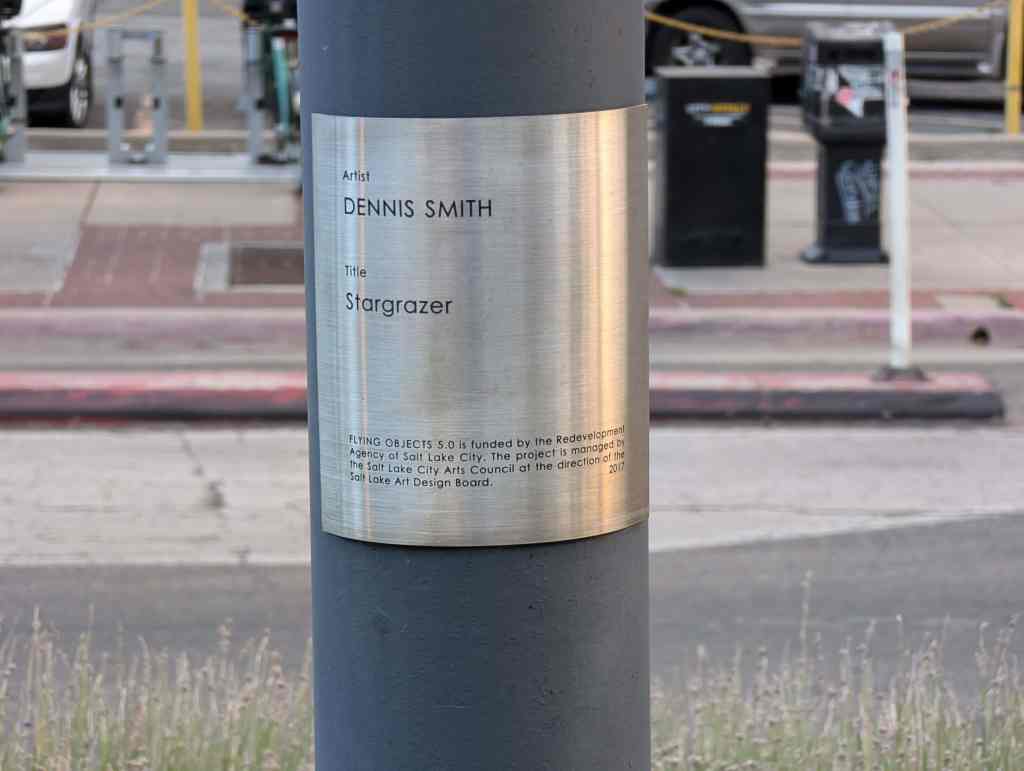 Artist
DENNIS SMITH
Title
Stargrazer
FLYING OBJECTS 5.0 is funded by the Redevelopment
Agency of Salt Lake City. The project is managed by
the Salt Lake City Arts Council at the direction of the
Salt Lake Art Design Board.
2017